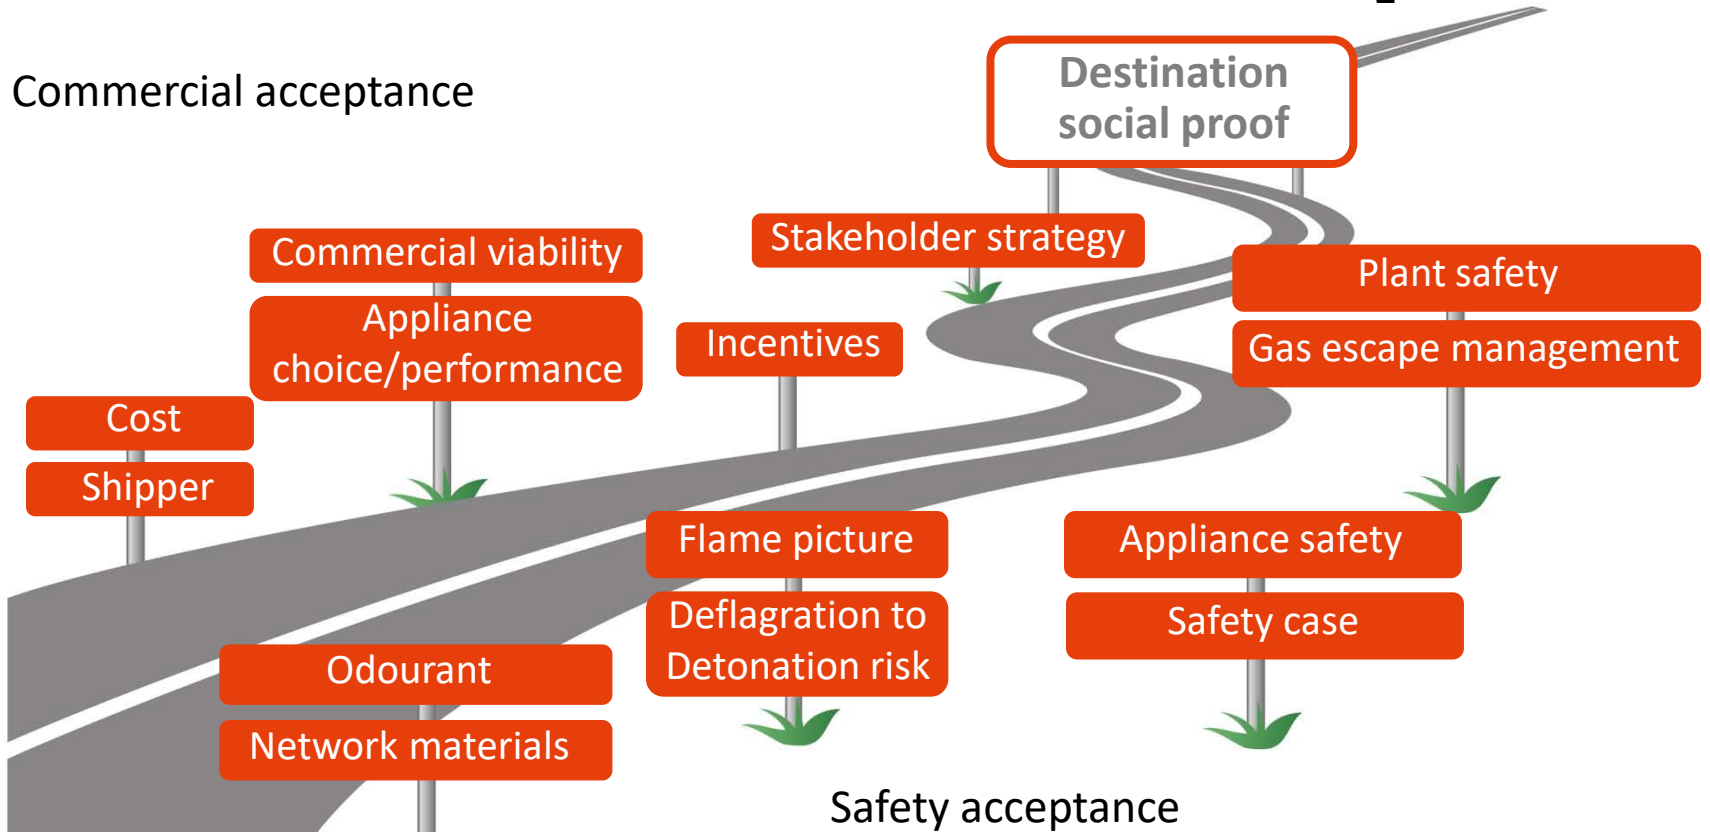 Commercial acceptance
Destination
social proof
Stakeholder strategy
Commercial viability
Plant safety
Appliance
choice/performance
Incentives
Gas escape management
Cost
Shipper
Flame picture
Appliance safety
Deflagration to
Detonation risk
Safety case
Odourant
Network materials
Safety acceptance